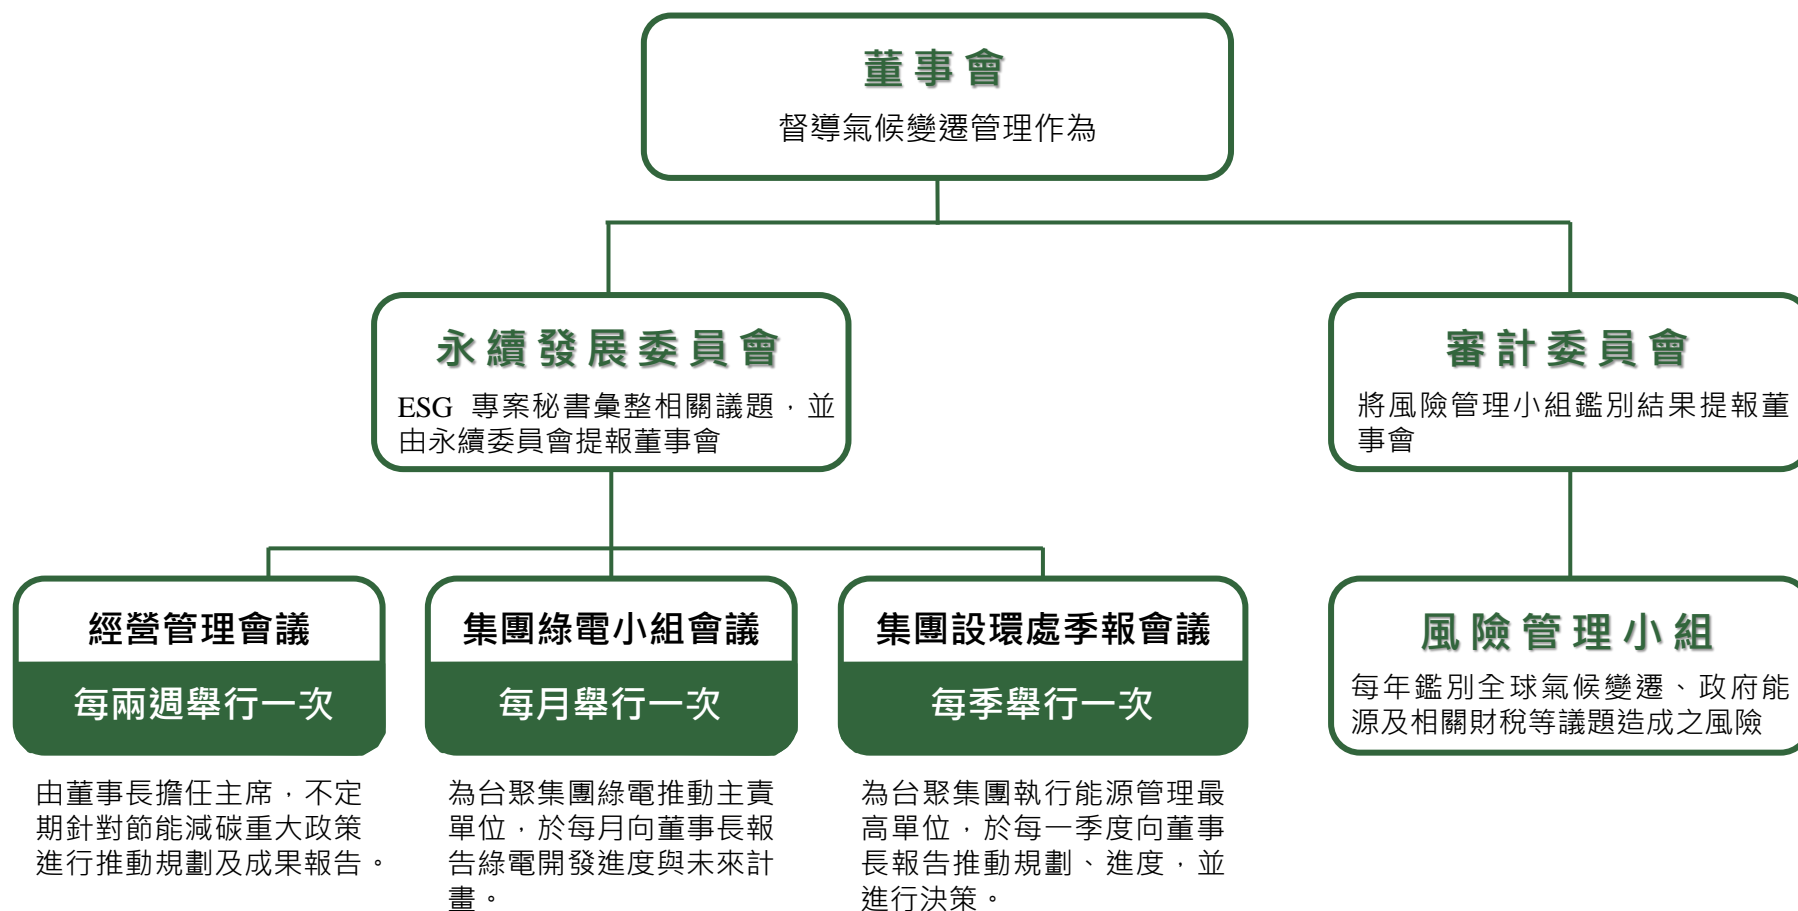 董事會
督導氣候變遷管理作為
永續發展委員會
ESG 專案秘書彙整相關議題，並
由永續委員會提報董事會
審計委員會
將風險管理小組鑑別結果提報董
事會
經營管理會議
每兩週舉行一次
由董事長擔任主席，不定
期針對節能減碳重大政策
進行推動規劃及成果報告。
集團綠電小組會議
每月舉行一次
為台聚集團綠電推動主責
單位，於每月向董事長報
告綠電開發進度與未來計
畫。
集團設環處季報會議
每季舉行一次
為台聚集團執行能源管理最
高單位，於每一季度向董事
長報告推動規劃、進度，並
進行決策。
風險管理小組
每年鑑別全球氣候變遷、政府能
源及相關財稅等議題造成之風險